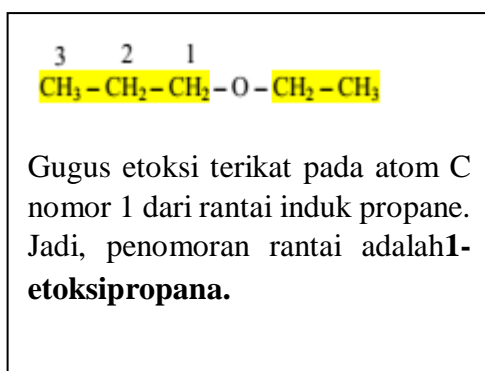 3 2 1
CH₃ – CH₂ – CH₂ – O – CH₂ – CH₃
Gugus etoksi terikat pada atom C
nomor 1 dari rantai induk propane.
Jadi, penomoran rantai adalah1-
etoksipropana.